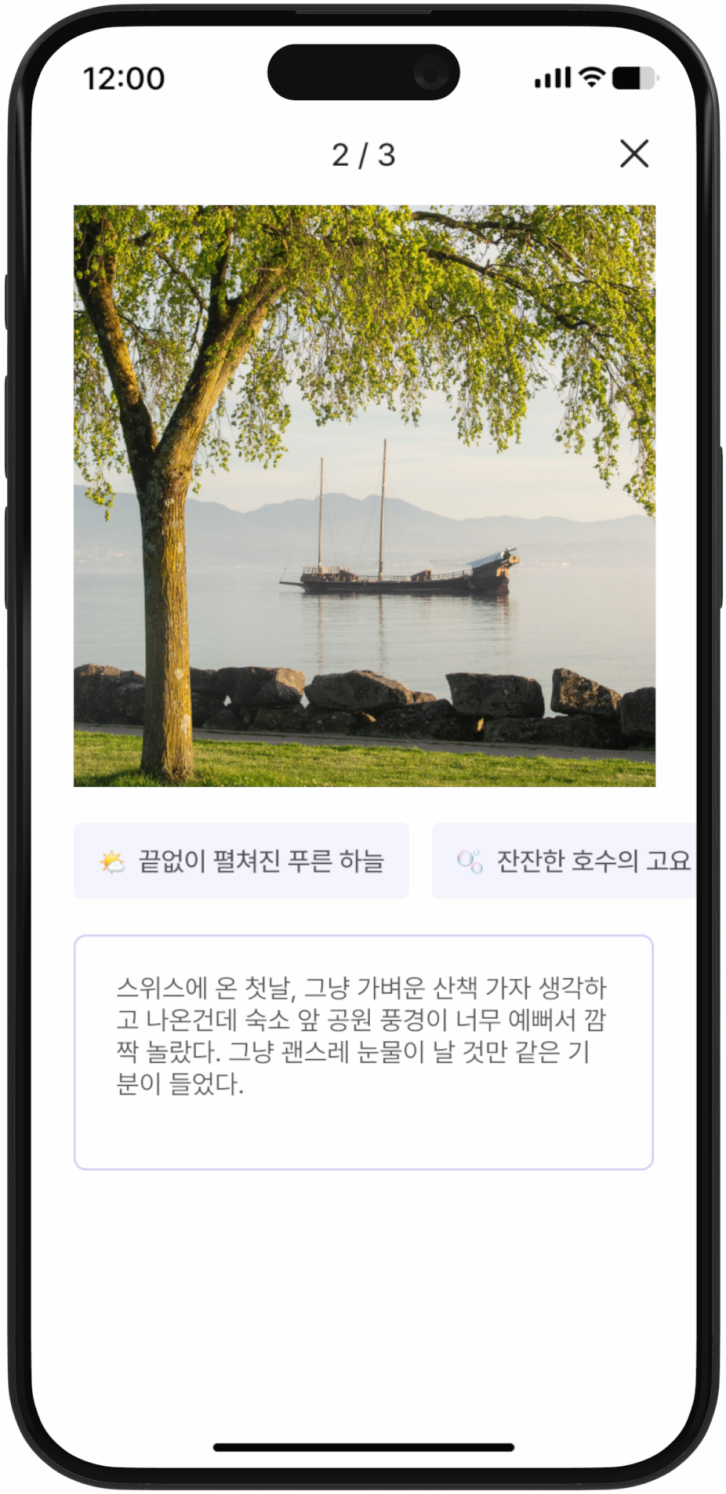 12:00
2 / 3
🌤️ 끝없이 펼쳐진 푸른 하늘
🫧 잔잔한 호수의 고요
스위스에 온 첫날, 그냥 가벼운 산책 가자 생각하
고 나온건데 숙소 앞 공원 풍경이 너무 예뻐서 깜
짝 놀랐다. 그냥 괜스레 눈물이 날 것만 같은 기
분이 들었다.